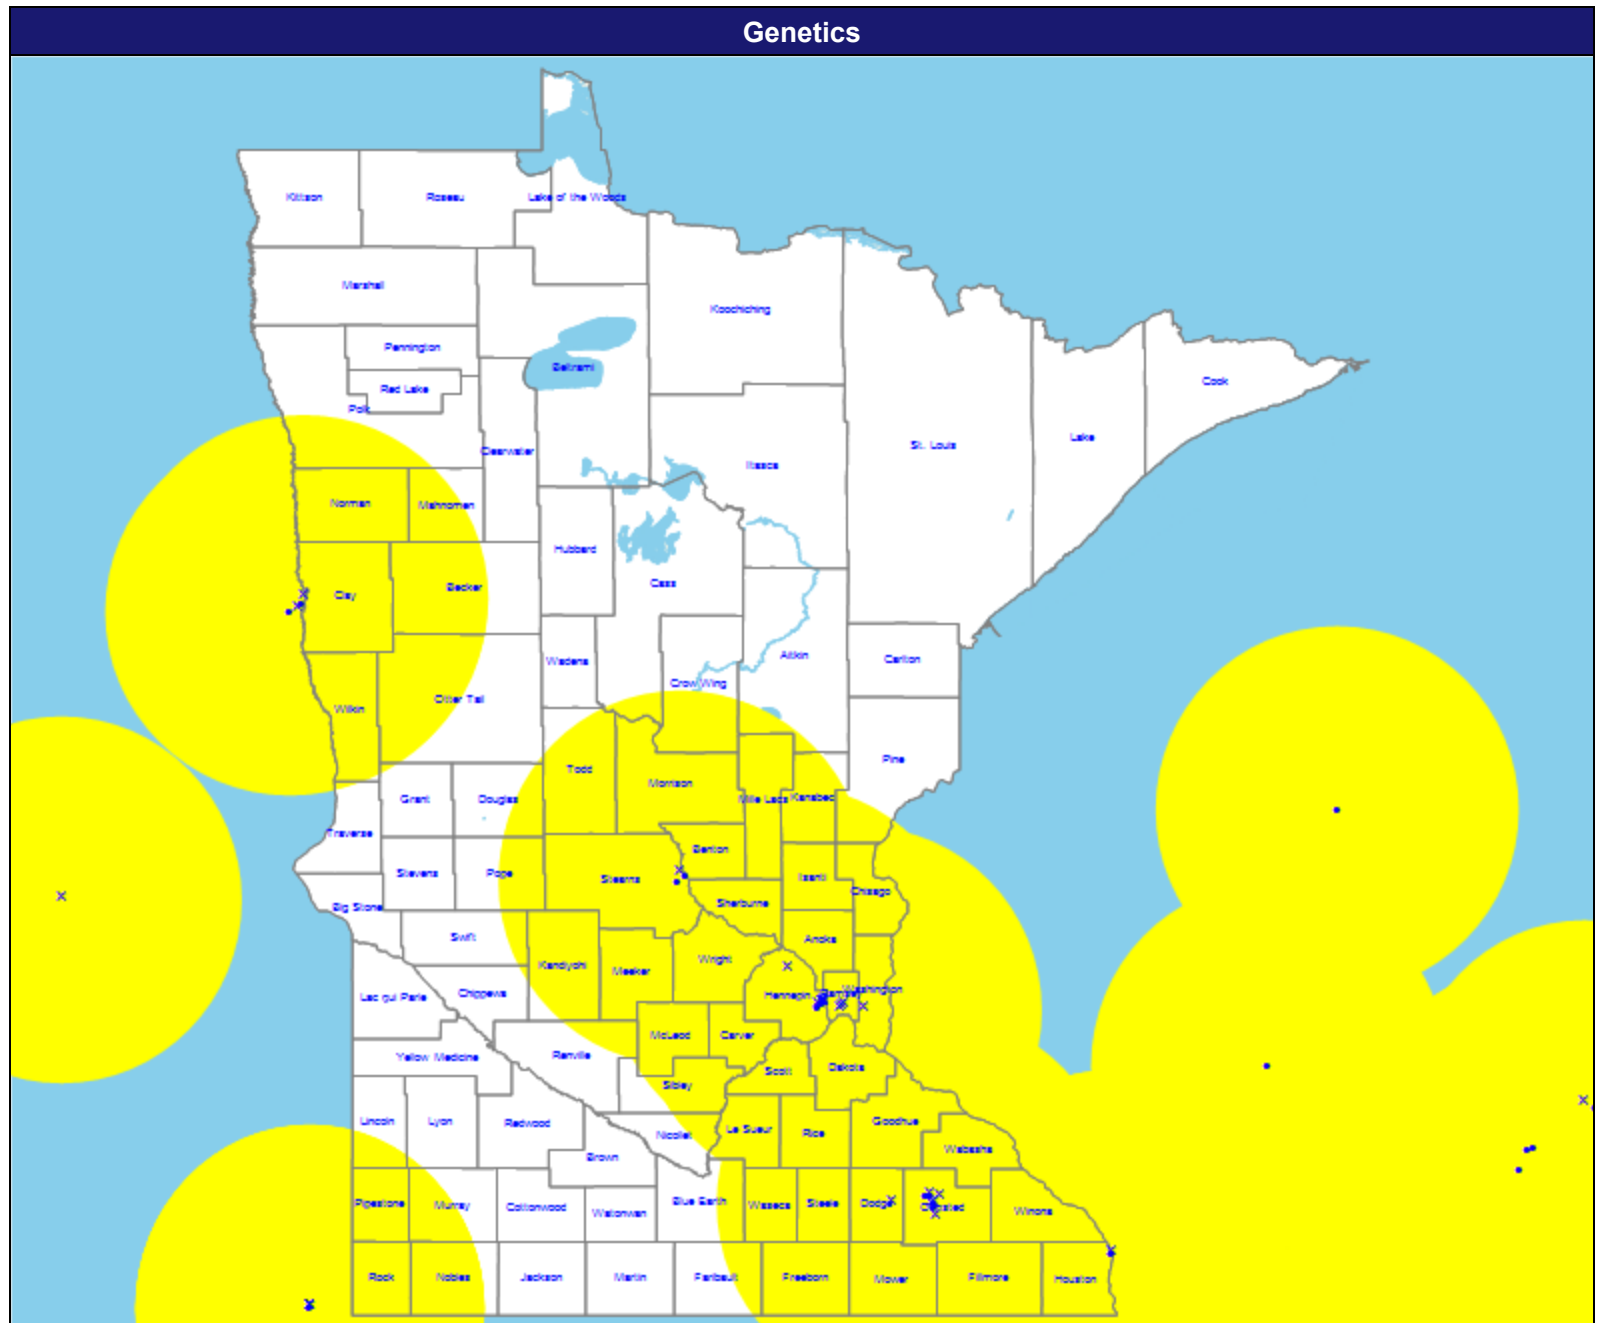 Genetics
Kittson
Roseau
Lake of the Woods
Marshall
Koochiching
Pennington
Beltrami
Red Lake
Cook
Polk
Lake
St. Louis
Clearwater
Itasca
Norman
Mahnomen
Hubbard
Cass
Becker
Clay
Aitkin
Carlton
Wadena
Crow Wing
Otter Tail
Wilkin
Pine
Todd
Morrison
Mille Lacs
Kanabec
Grant
Douglas
Traverse
Benton
Stevens
Pope
Stearns
Isanti
Chisago
Sherburne
Big Stone
Swift
Anoka
Wright
Kandiyohi
Meeker
Hennepin
Ramsey
Washington
Lac qui Parle
Chippewa
McLeod
Carver
Yellow Medicine
Renville
Scott
Dakota
Sibley
Lincoln
Lyon
Redwood
Goodhue
Le Sueur
Rice
Nicollet
Wabasha
Brown
Pipestone
Murray
Cottonwood
Watonwan
Blue Earth
Waseca
Steele
Dodge
Olmsted
Winona
Rock
Nobles
Jackson
Martin
Faribault
Freeborn
Mower
Fillmore
Houston